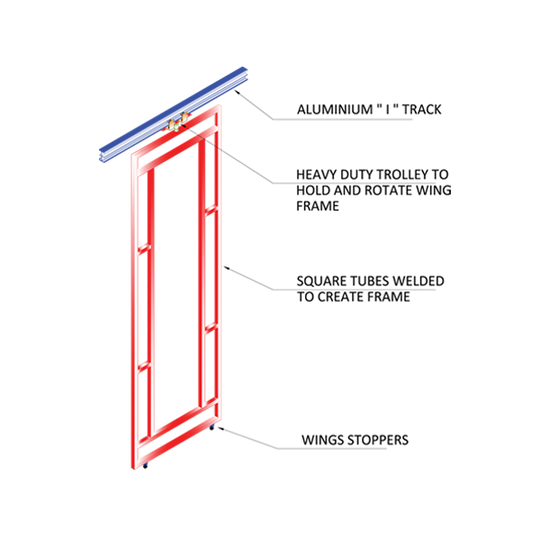 ALUMINIUM " I " TRACK
HEAVY DUTY TROLLEY TO
HOLD AND ROTATE WING
FRAME
SQUARE TUBES WELDED
TO CREATE FRAME
WINGS STOPPERS